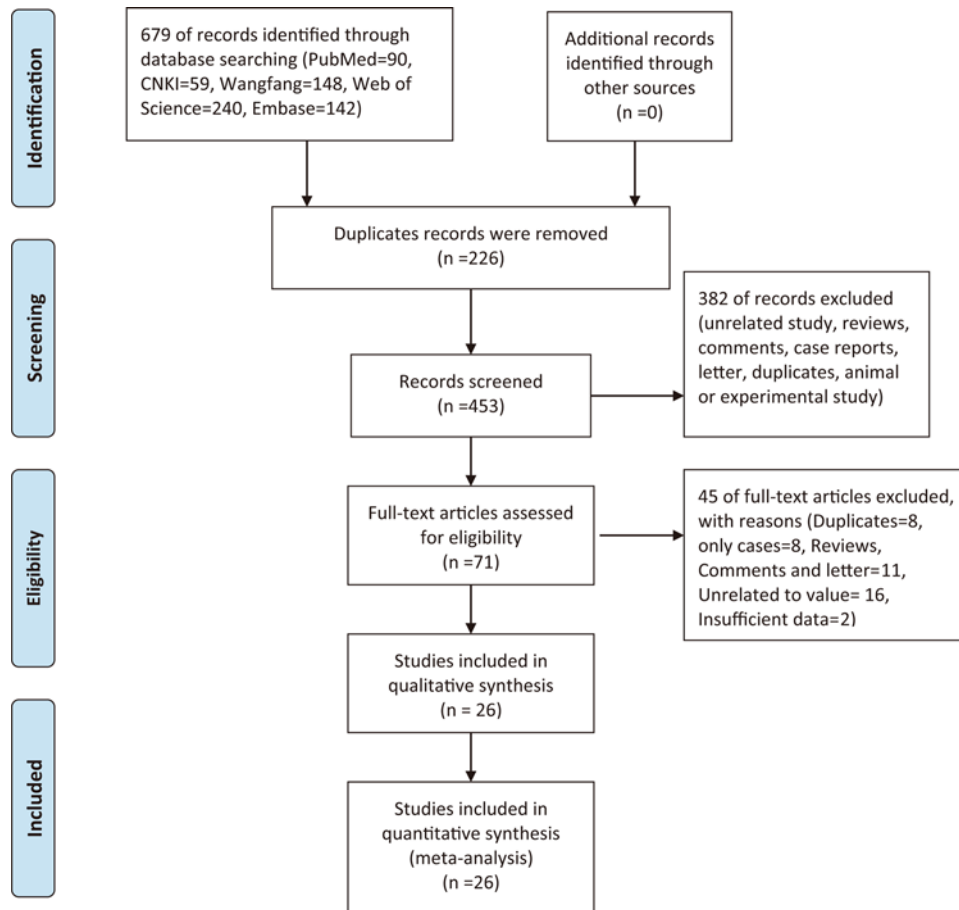 Identification
679 of records identified through
database searching (PubMed=90,
CNKI=59, Wangfang=148, Web of
Science=240, Embase=142)
Additional records
identified through
other sources
(n =0)
Duplicates records were removed
(n =226)
Screening
Records screened
(n =453)
382 of records excluded
(unrelated study, reviews,
comments, case reports,
letter, duplicates, animal
or experimental study)
Eligibility
Full-text articles assessed
for eligibility
(n =71)
45 of full-text articles excluded,
with reasons (Duplicates=8,
only cases=8, Reviews,
Comments and letter=11,
Unrelated to value= 16,
Insufficient data=2)
Studies included in
qualitative synthesis
(n = 26)
Included
Studies included in
quantitative synthesis
(meta-analysis)
(n =26)